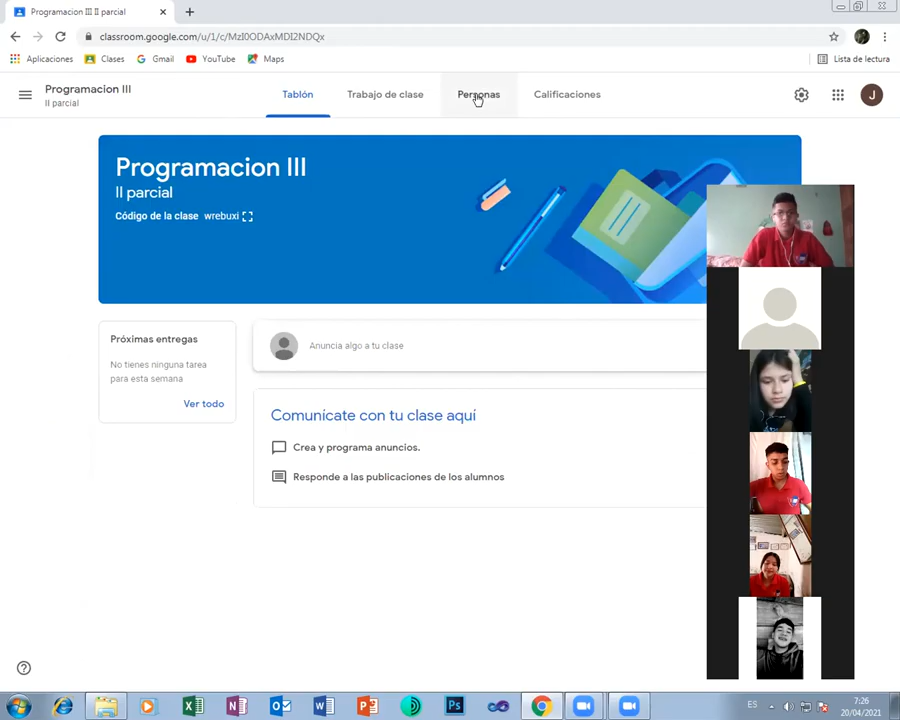 Programacion III II parcial
classroom.google.com/u/1/c/MzI0ODAxMDI2NDQx
Aplicaciones Clases Gmail YouTube Maps Lista de lectura
Programacion III
II parcial
Tablón Trabajo de clase Personas Calificaciones J
Programacion III
II parcial
Código de la clase wrebuxi
Próximas entregas
No tienes ninguna tarea
para esta semana
Ver todo
Anuncia algo a tu clase
Comunícate con tu clase aquí
Crea y programa anuncios.
Responde a las publicaciones de los alumnos
ES 7:26
20/04/2021